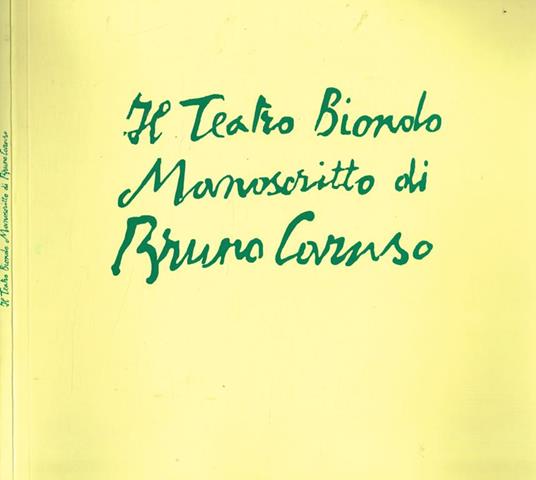 Il Teatro Biondo
Manoscritto di
Bruno Caruso
Il Teatro Biondo Manoscritto di Bruno Caruso